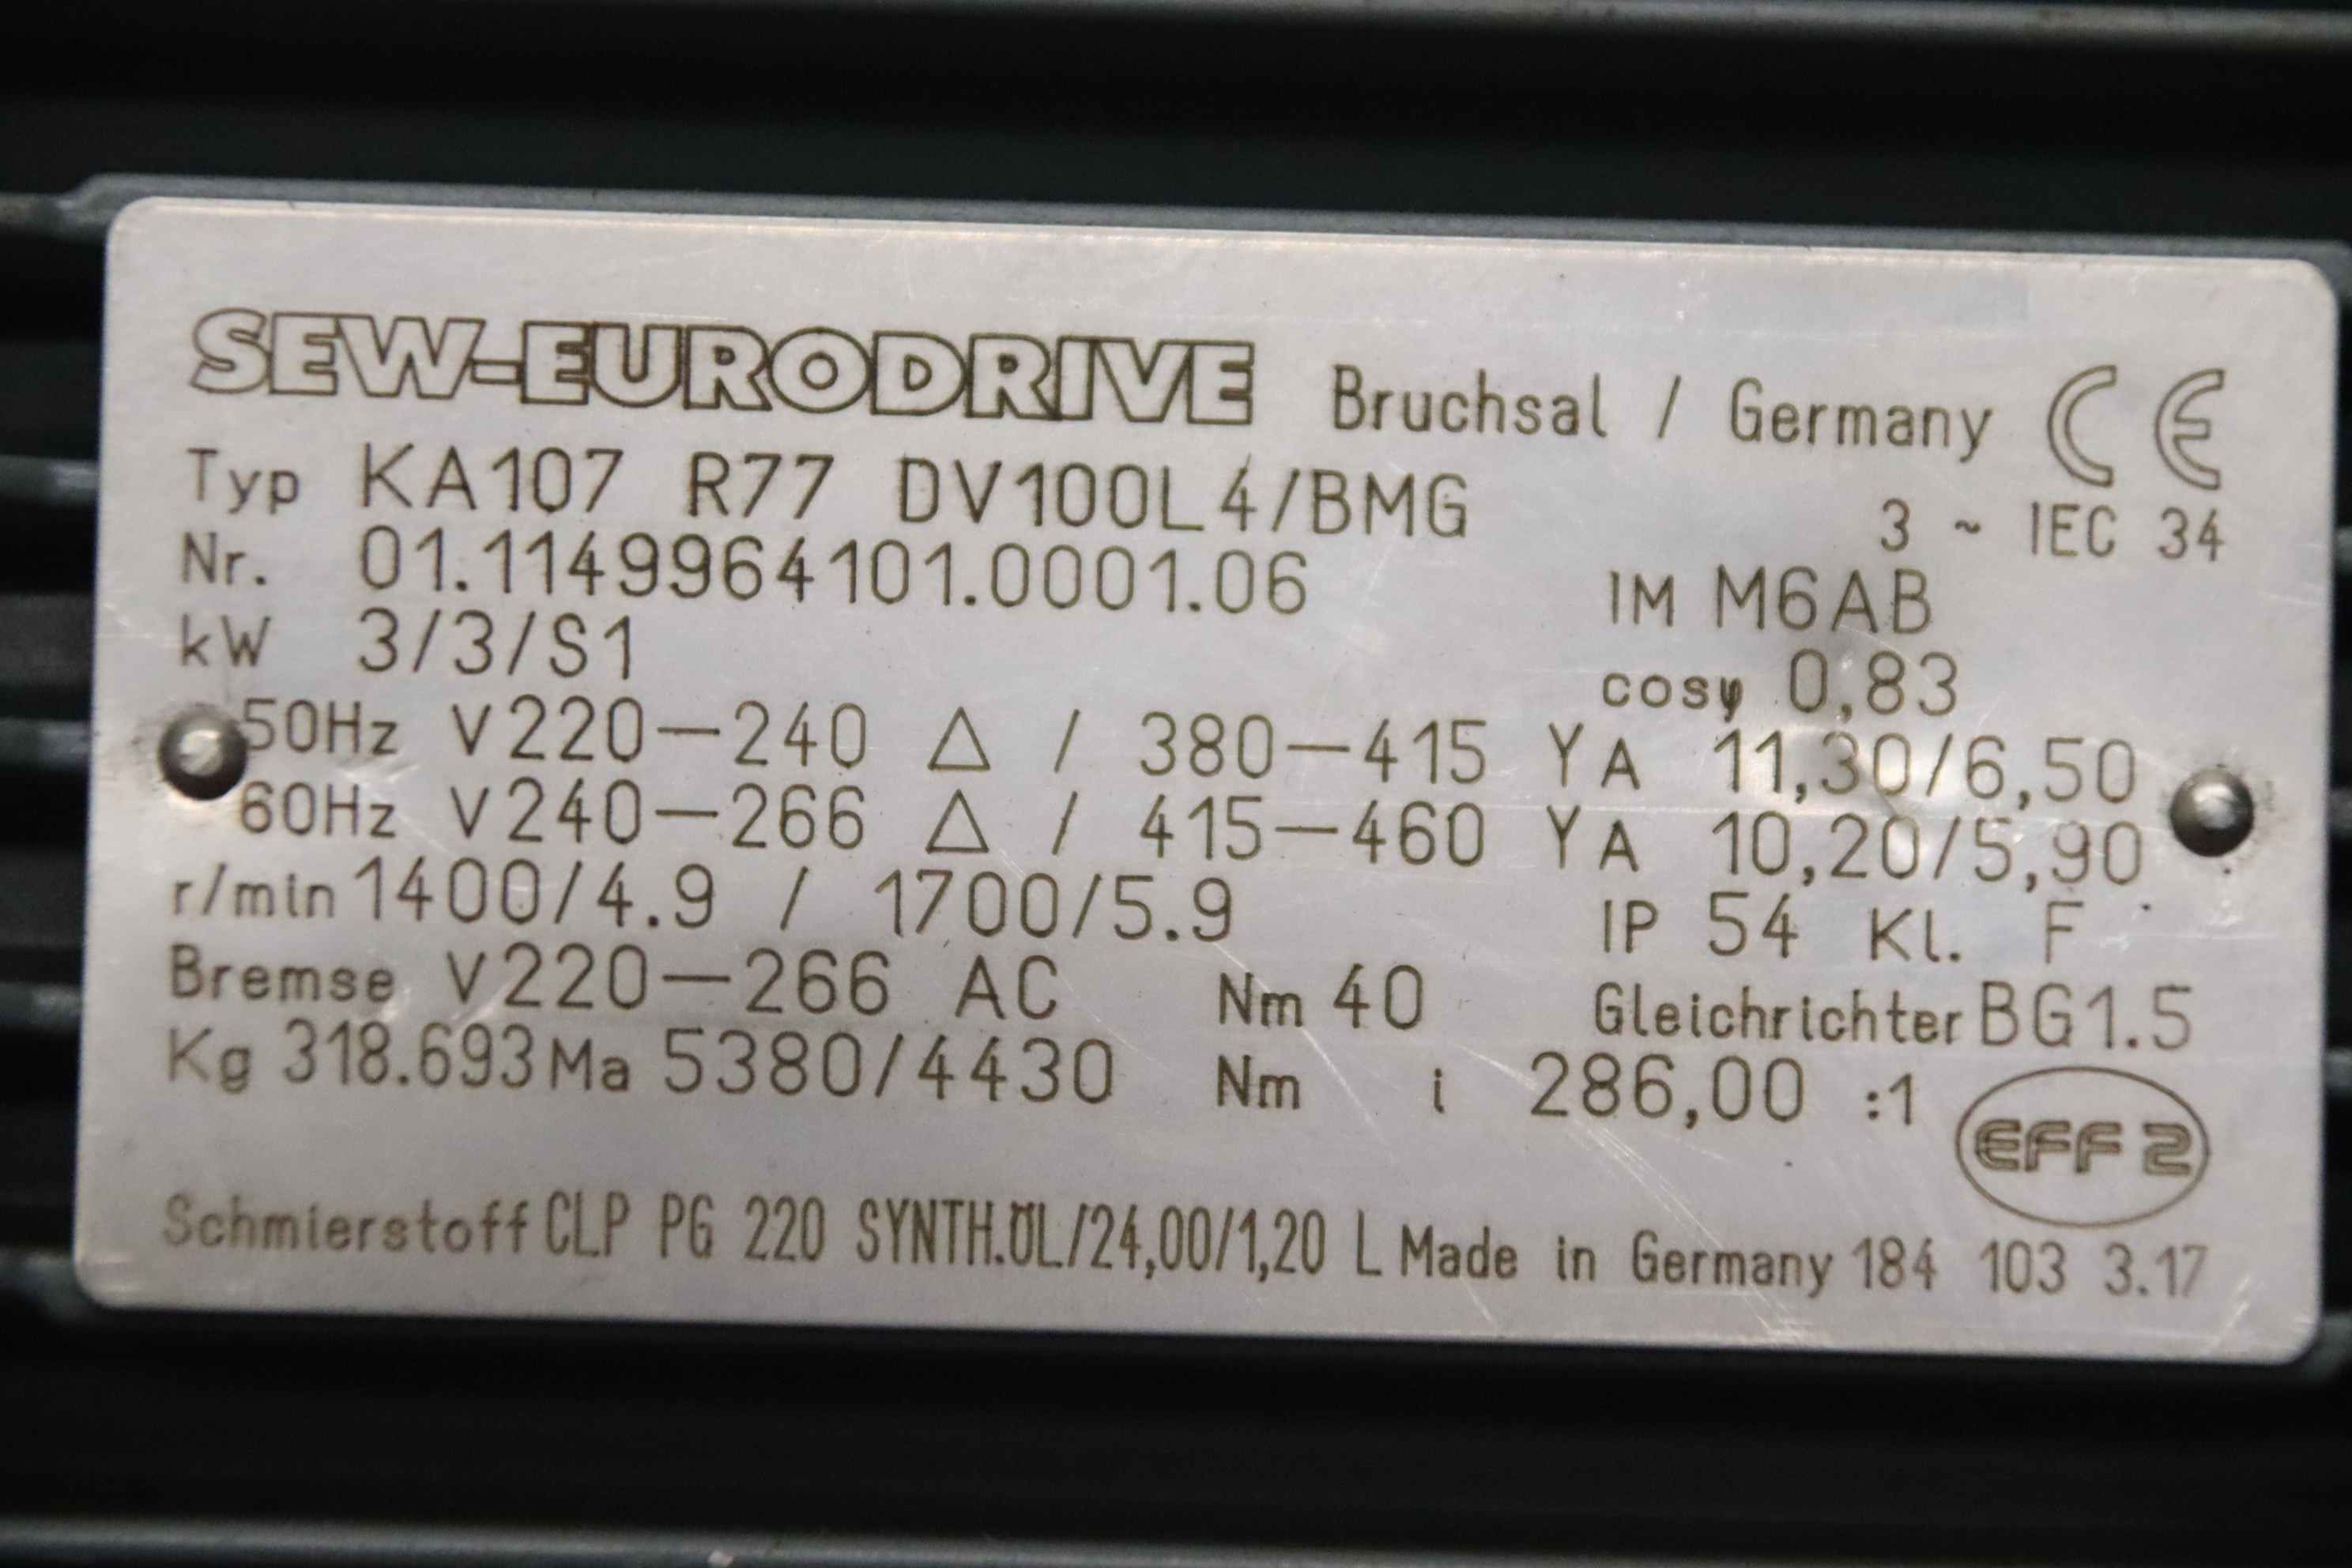 SEW-EURODRIVE Bruchsal / Germany CE
Typ KA107 R77 DV100L4/BMG 3 ~ IEC 34
Nr. 01.1149964101.0001.06 IM M6AB
kW 3/3/S1 cosφ 0,83
50Hz V220-240 Δ / 380-415 Y A 11,30/6,50
60Hz V240-266 Δ / 415-460 Y A 10,20/5,90
r/min 1400/4.9 / 1700/5.9 IP 54 Kl. F
Bremse V220-266 AC Nm 40 Gleichrichter BG1.5
Kg 318.693 Ma 5380/4430 Nm i 286,00 :1
EFF 2
Schmierstoff CLP PG 220 SYNTH.ÖL/24,00/1,20 L Made in Germany 184 103 3.17